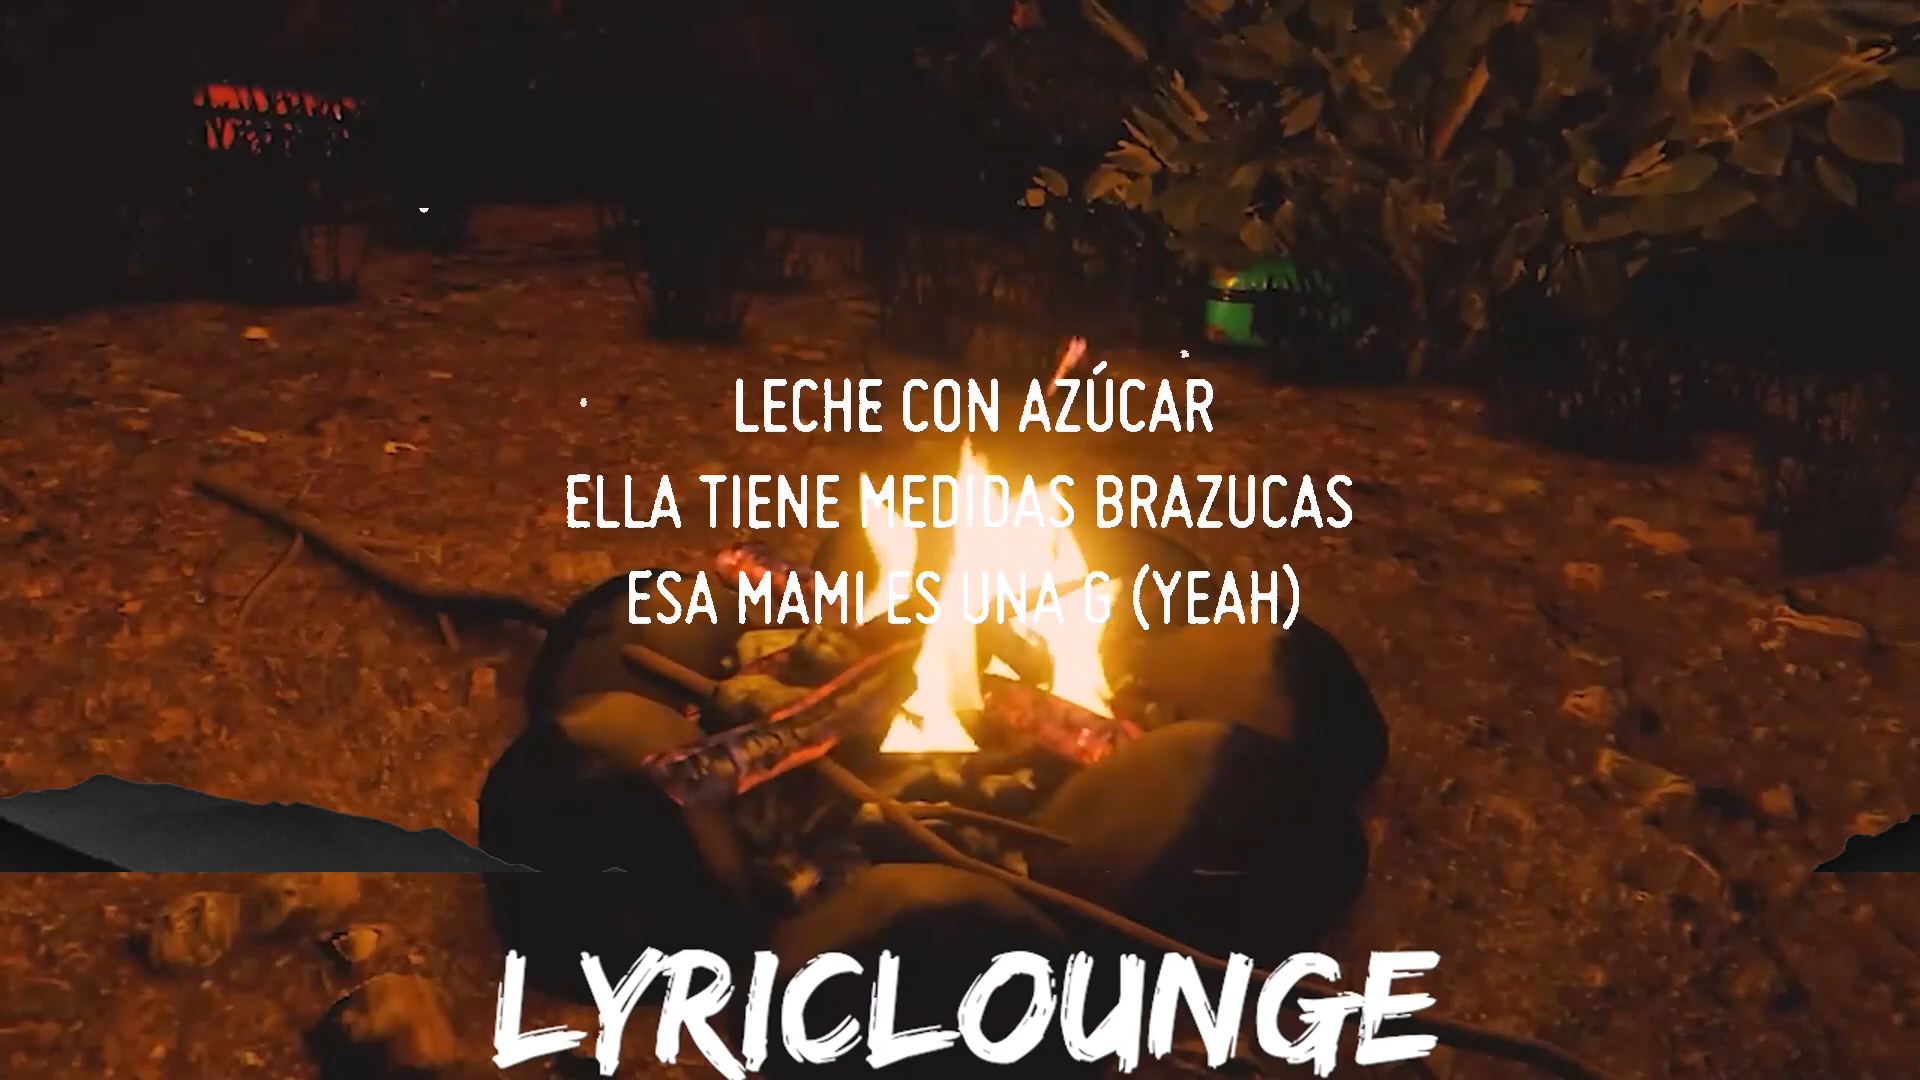 LECHE CON AZÚCAR
ELLA TIENE MEDIDAS BRAZUCAS
ESA MAMI ES UNA G (YEAH)
LYRICLOUNGE